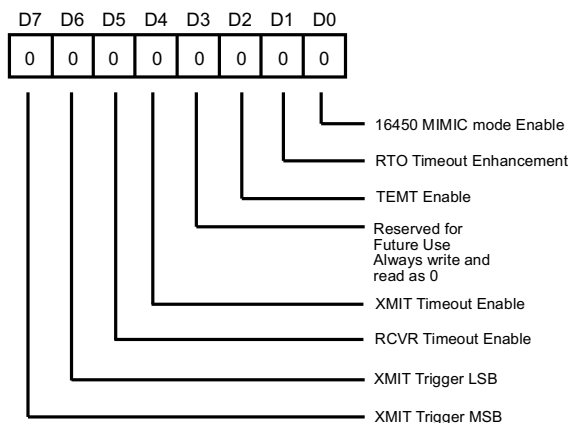 D7 D6 D5 D4 D3 D2 D1 D0
0 0 0 0 0 0 0 0
16450 MIMIC mode Enable
RTO Timeout Enhancement
TEMT Enable
Reserved for
Future Use
Always write and
read as 0
XMIT Timeout Enable
RCVR Timeout Enable
XMIT Trigger LSB
XMIT Trigger MSB